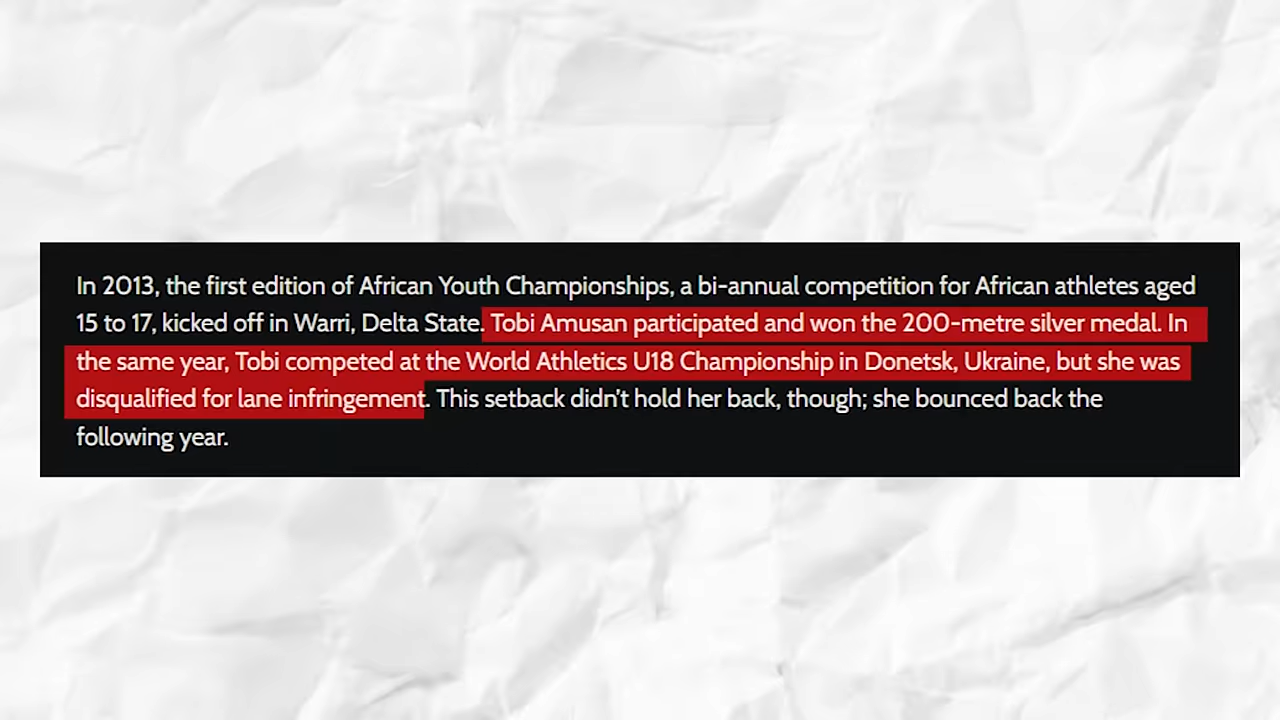 In 2013, the first edition of African Youth Championships, a bi-annual competition for African athletes aged
15 to 17, kicked off in Warri, Delta State. Tobi Amusan participated and won the 200-metre silver medal. In
the same year, Tobi competed at the World Athletics U18 Championship in Donetsk, Ukraine, but she was
disqualified for lane infringement. This setback didn't hold her back, though; she bounced back the
following year.